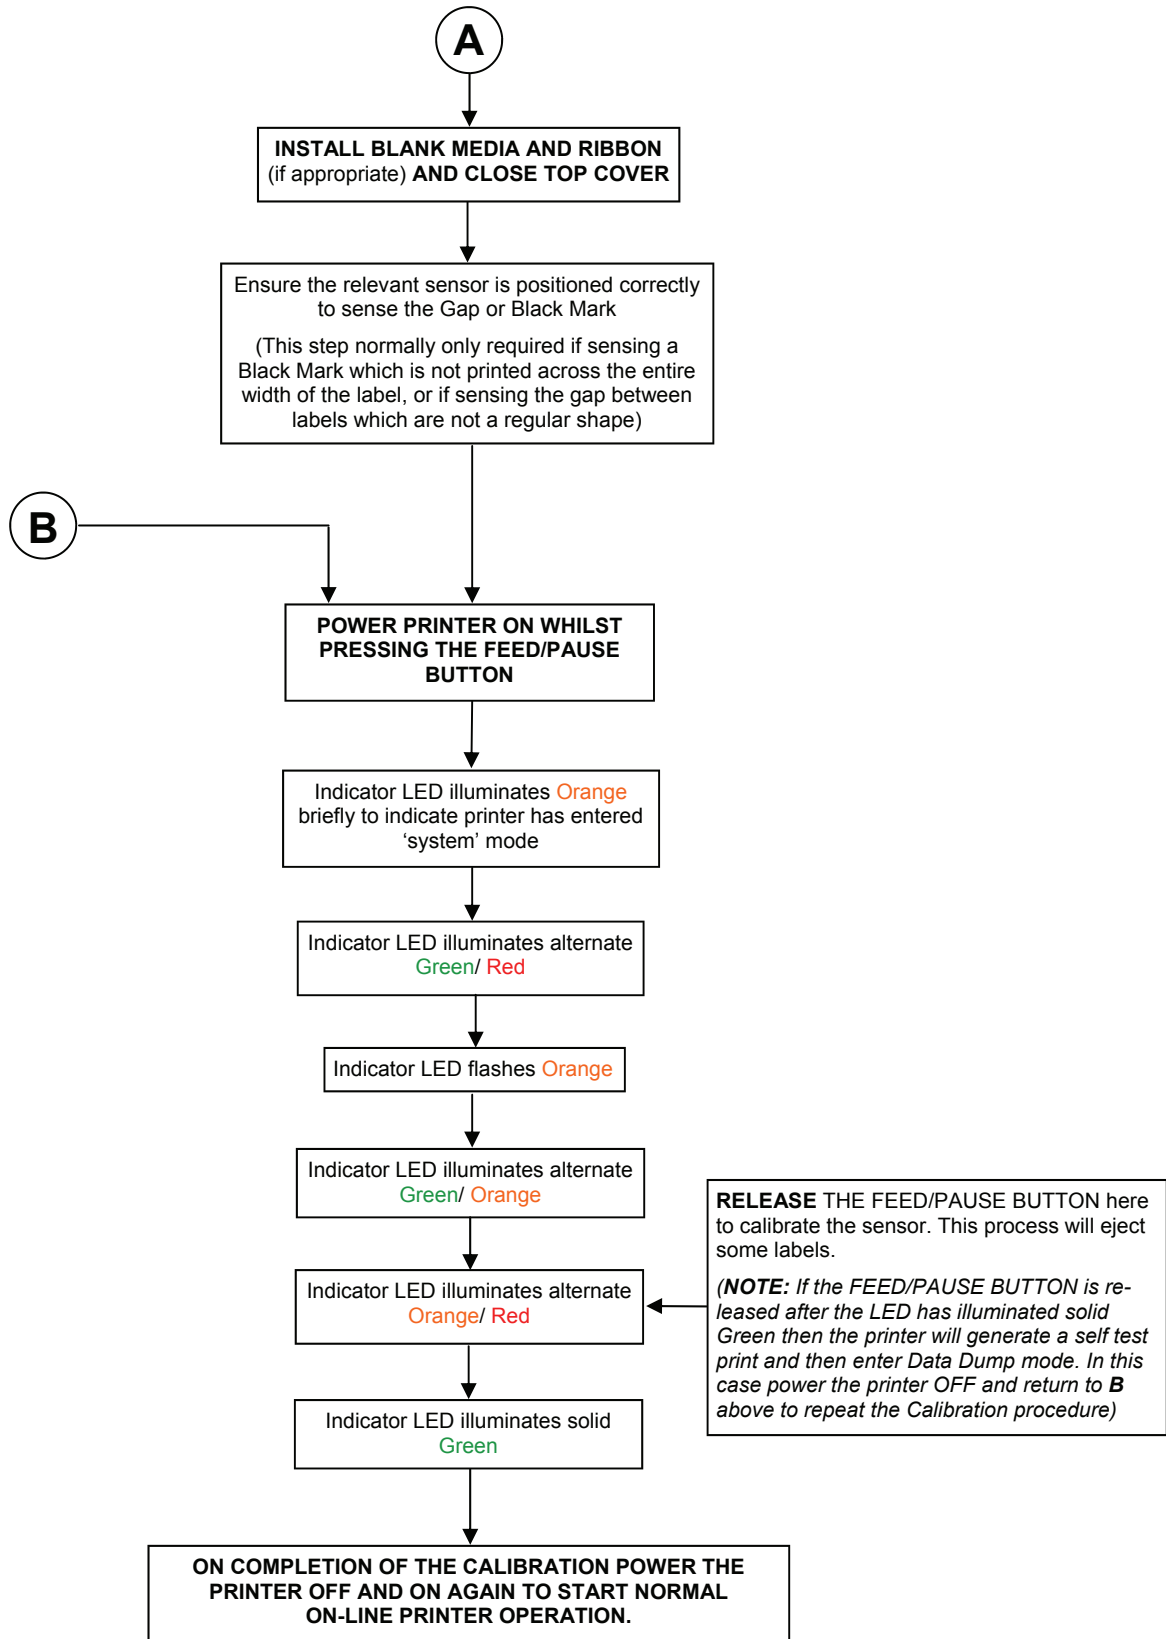 A
INSTALL BLANK MEDIA AND RIBBON
(if appropriate) AND CLOSE TOP COVER
Ensure the relevant sensor is positioned correctly
to sense the Gap or Black Mark
(This step normally only required if sensing a
Black Mark which is not printed across the entire
width of the label, or if sensing the gap between
labels which are not a regular shape)
B
POWER PRINTER ON WHILST
PRESSING THE FEED/PAUSE
BUTTON
Indicator LED illuminates Orange
briefly to indicate printer has entered
‘system’ mode
Indicator LED illuminates alternate
Green/ Red
Indicator LED flashes Orange
Indicator LED illuminates alternate
Green/ Orange
Indicator LED illuminates alternate
Orange/ Red
RELEASE THE FEED/PAUSE BUTTON here
to calibrate the sensor. This process will eject
some labels.
(NOTE: If the FEED/PAUSE BUTTON is re-
leased after the LED has illuminated solid
Green then the printer will generate a self test
print and then enter Data Dump mode. In this
case power the printer OFF and return to B
above to repeat the Calibration procedure)
Indicator LED illuminates solid
Green
ON COMPLETION OF THE CALIBRATION POWER THE
PRINTER OFF AND ON AGAIN TO START NORMAL
ON-LINE PRINTER OPERATION.